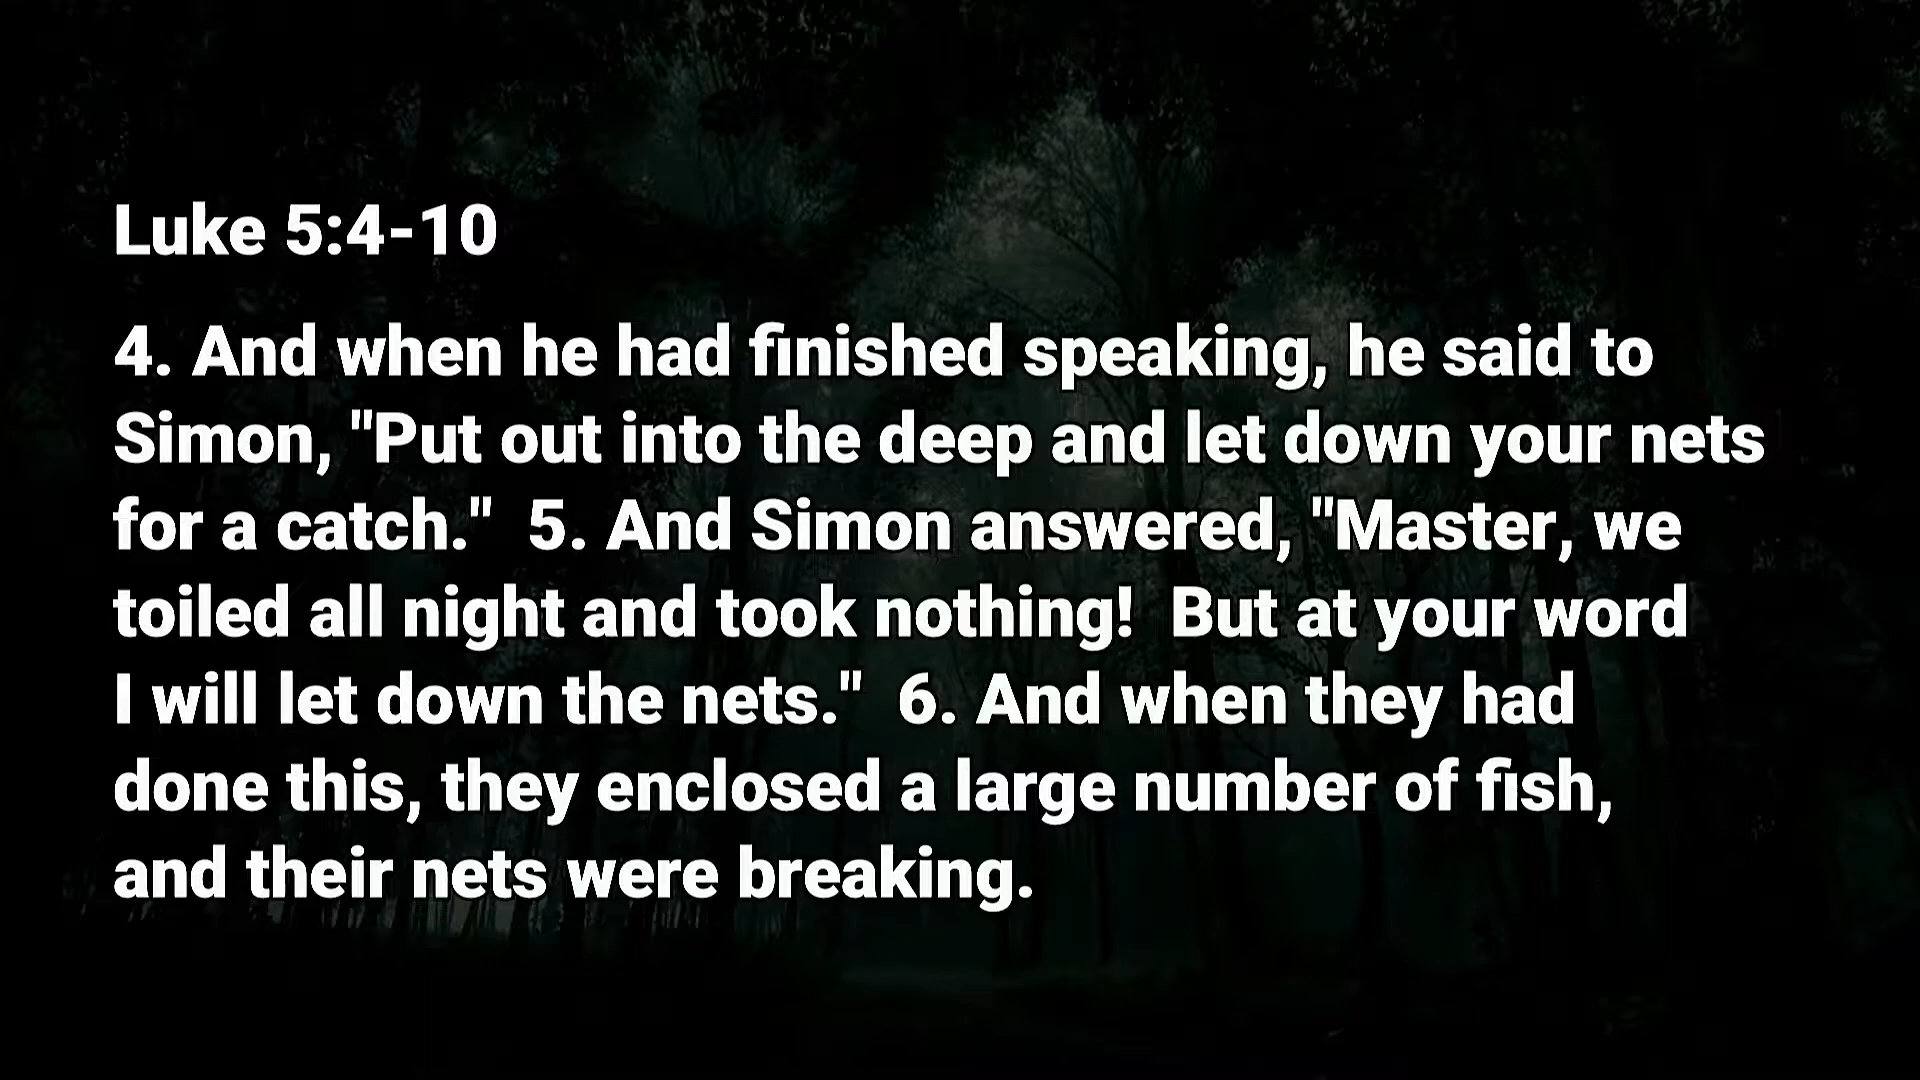 Luke 5:4-10
4. And when he had finished speaking, he said to
Simon, "Put out into the deep and let down your nets
for a catch."  5. And Simon answered, "Master, we
toiled all night and took nothing!  But at your word
I will let down the nets."  6. And when they had
done this, they enclosed a large number of fish,
and their nets were breaking.